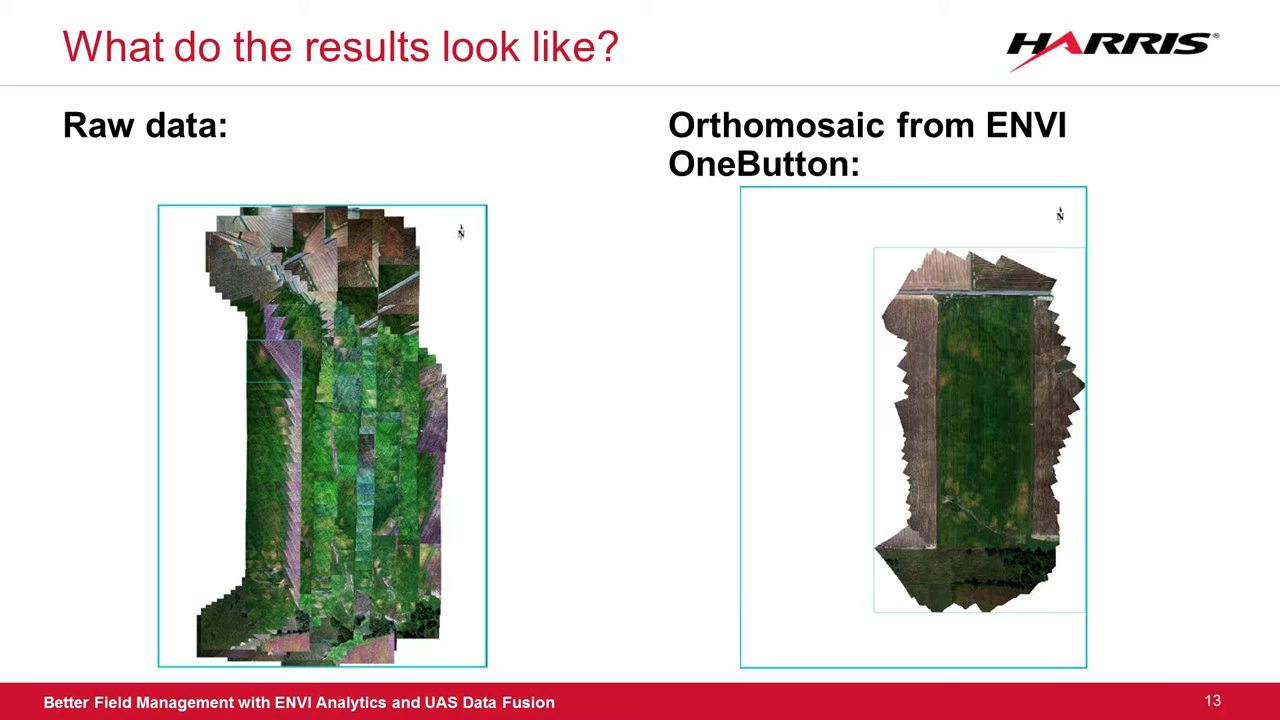 What do the results look like?
HARRIS®
Raw data:
Orthomosaic from ENVI
OneButton:
N
N
Better Field Management with ENVI Analytics and UAS Data Fusion
13